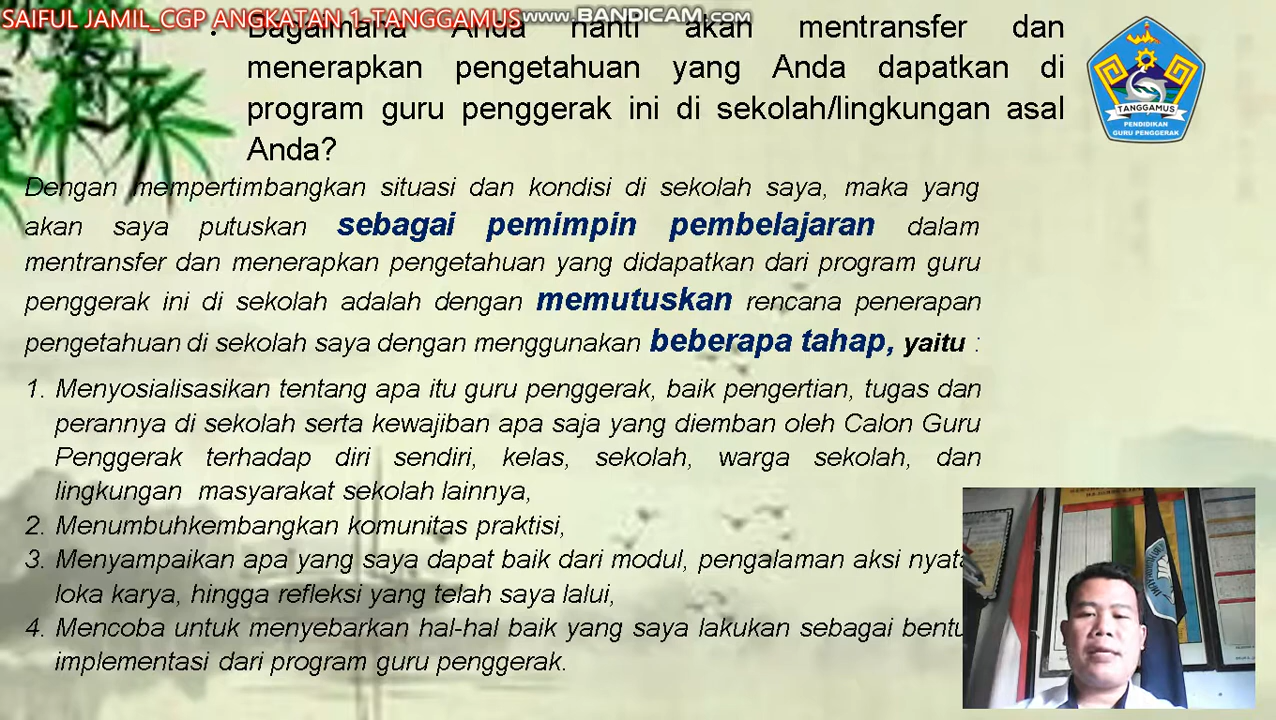 SAIFUL JAMIL_CGP ANGKATAN 1-TANGGAMUS
www.BANDICAM.com
• Bagaimana Anda nanti akan mentransfer dan
menerapkan pengetahuan yang Anda dapatkan di
program guru penggerak ini di sekolah/lingkungan asal
Anda?
TANGGAMUS
PENDIDIKAN
GURU PENGGERAK
Dengan mempertimbangkan situasi dan kondisi di sekolah saya, maka yang
akan saya putuskan sebagai pemimpin pembelajaran dalam
mentransfer dan menerapkan pengetahuan yang didapatkan dari program guru
penggerak ini di sekolah adalah dengan memutuskan rencana penerapan
pengetahuan di sekolah saya dengan menggunakan beberapa tahap, yaitu :
1. Menyosialisasikan tentang apa itu guru penggerak, baik pengertian, tugas dan
perannya di sekolah serta kewajiban apa saja yang diemban oleh Calon Guru
Penggerak terhadap diri sendiri, kelas, sekolah, warga sekolah, dan
lingkungan masyarakat sekolah lainnya,
2. Menumbuhkembangkan komunitas praktisi,
3. Menyampaikan apa yang saya dapat baik dari modul, pengalaman aksi nyata
loka karya, hingga refleksi yang telah saya lalui,
4. Mencoba untuk menyebarkan hal-hal baik yang saya lakukan sebagai bentu
implementasi dari program guru penggerak.